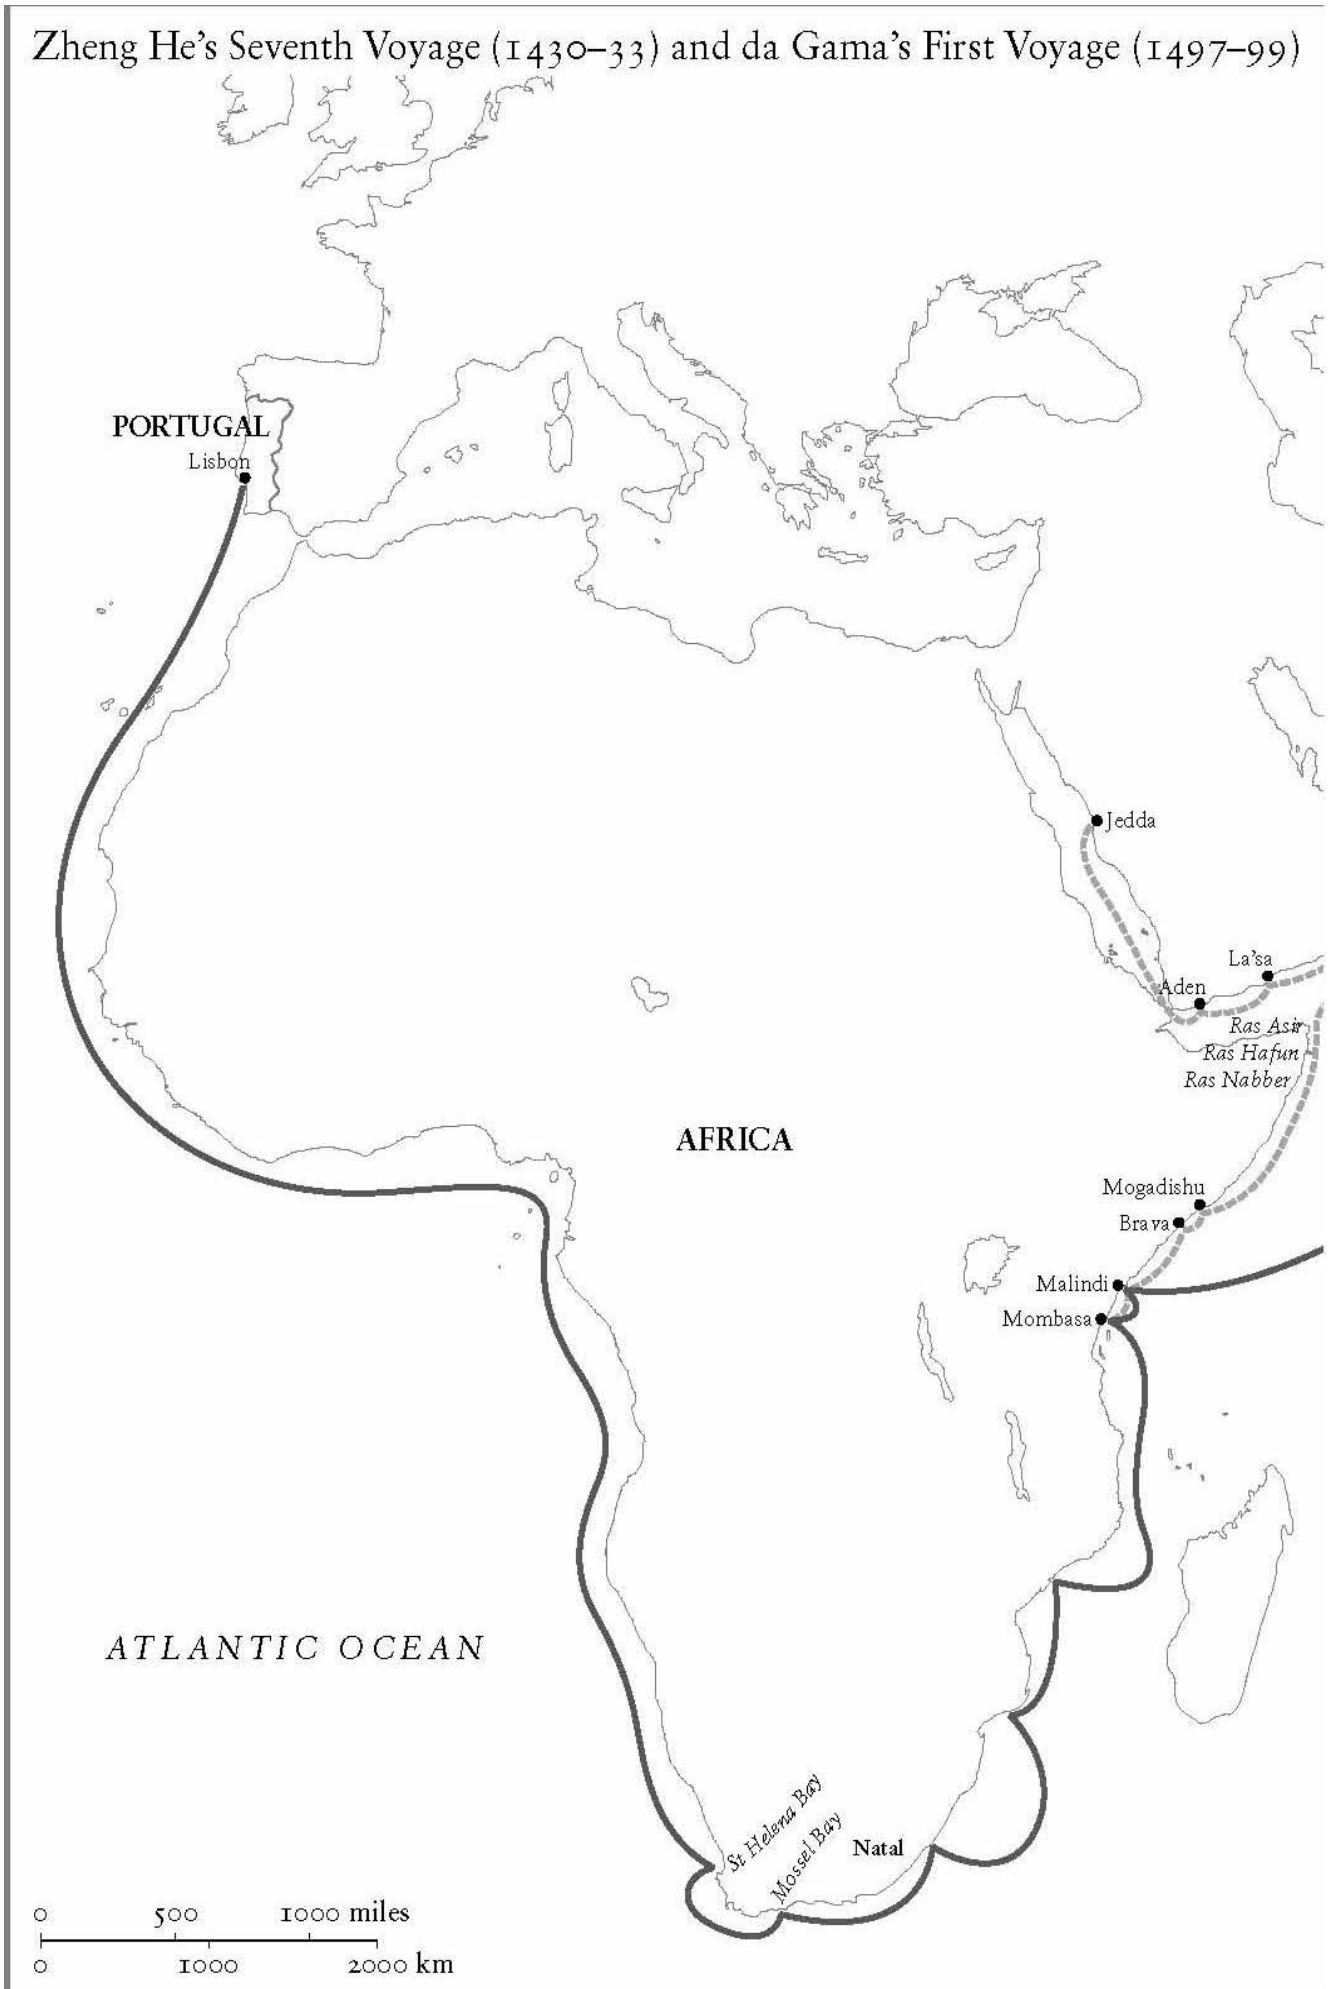 Zheng He's Seventh Voyage (1430–33) and da Gama's First Voyage (1497–99)
PORTUGAL
Lisbon
Jedda
La'sa
Aden
Ras Asir
Ras Hafun
Ras Nabber
AFRICA
Mogadishu
Brava
Malindi
Mombasa
ATLANTIC OCEAN
St Helena Bay
Mossel Bay
Natal
0 500 1000 miles
0 1000 2000 km